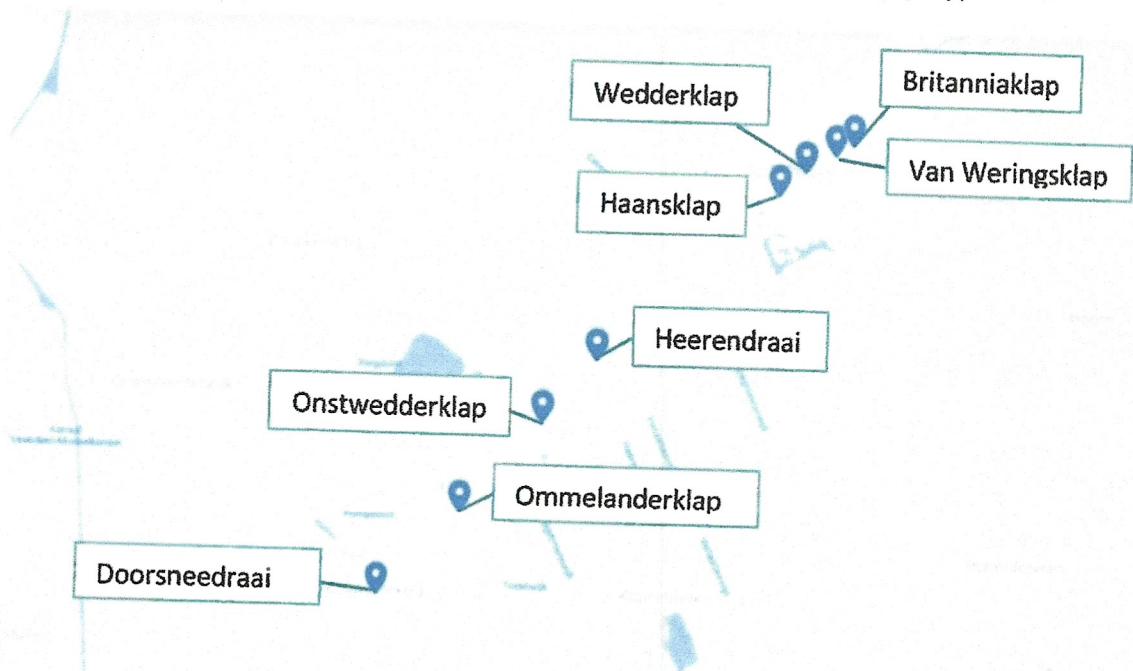 Wedderklap
Britanniaklap
Van Weringsklap
Haansklap
Heerendraai
Onstwedderklap
Ommelanderklap
Doorsneedraai